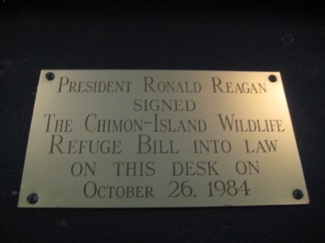 PRESIDENT RONALD REAGAN
SIGNED
THE CHIMON-ISLAND WILDLIFE
REFUGE BILL INTO LAW
ON THIS DESK ON
OCTOBER 26, 1984